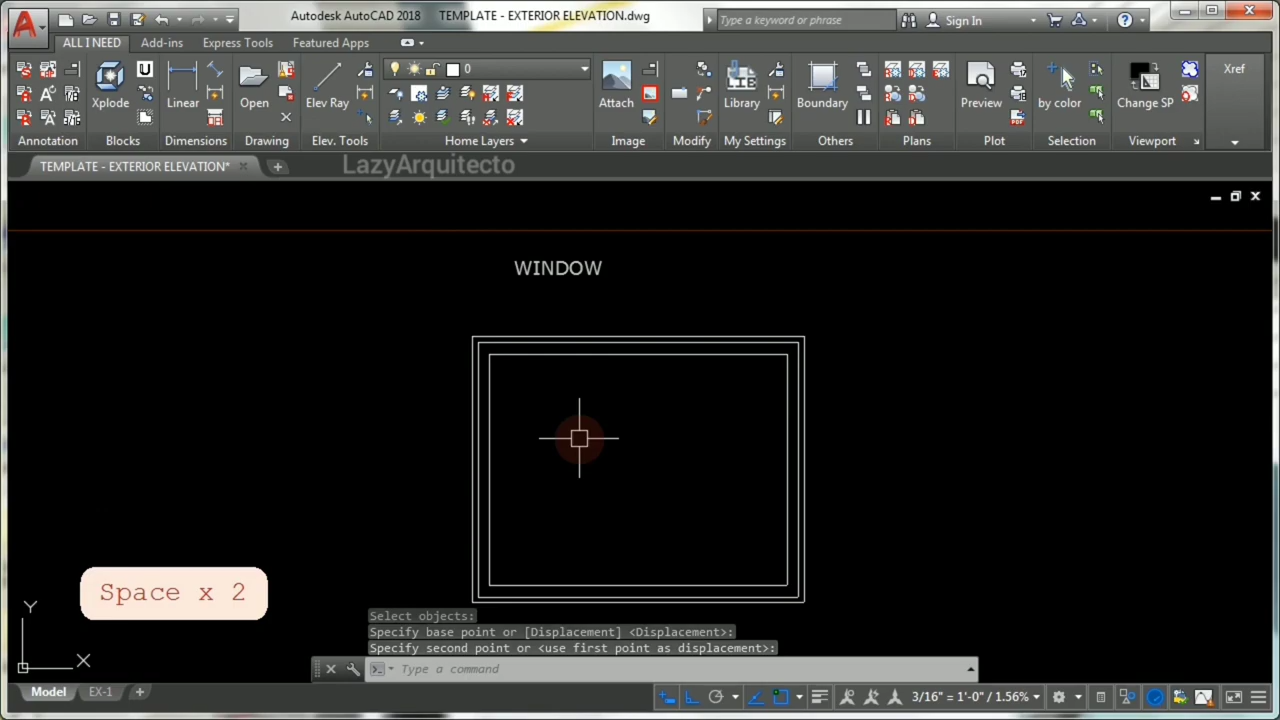 Autodesk AutoCAD 2018 TEMPLATE - EXTERIOR ELEVATION.dwg
Type a keyword or phrase
Sign In
ALL I NEED Add-ins Express Tools Featured Apps
0
Xplode Linear Open Elev Ray Attach Library Boundary Preview by color Change SP Xref
Annotation Blocks Dimensions Drawing Elev. Tools Home Layers Image Modify My Settings Others Plans Plot Selection Viewport
TEMPLATE - EXTERIOR ELEVATION*
LazyArquitecto
WINDOW
Space x 2
Y
X
Select objects:
Specify base point or [Displacement] <Displacement>:
Specify second point or <use first point as displacement>:
Type a command
Model EX-1
3/16" = 1'-0" / 1.56%